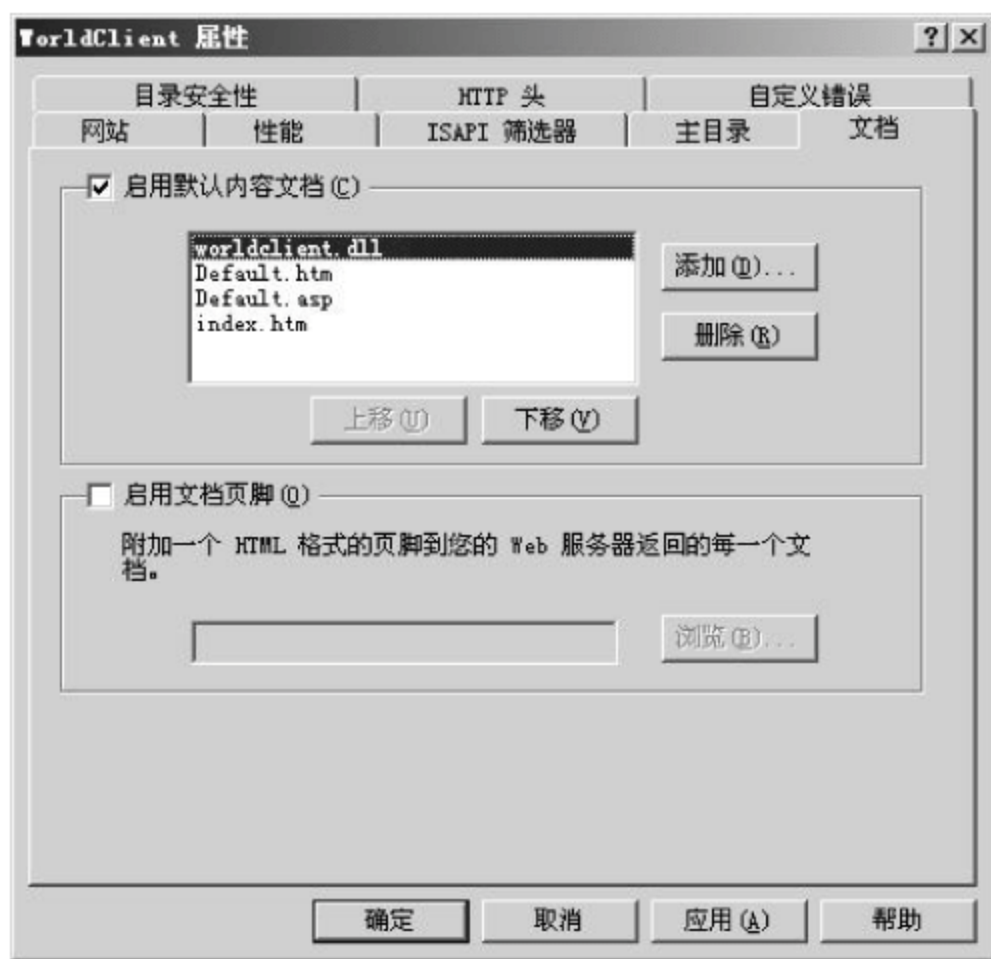 WorldClient 属性
目录安全性 HTTP 头 自定义错误
网站 性能 ISAPI 筛选器 主目录 文档
启用默认内容文档(C)
worldclient.dll
Default.htm
Default.asp
index.htm
添加(D)...
删除(R)
上移(U) 下移(V)
启用文档页脚(O)
附加一个 HTML 格式的页脚到您的 Web 服务器返回的每一个文
档。
浏览(B)...
确定 取消 应用(A) 帮助